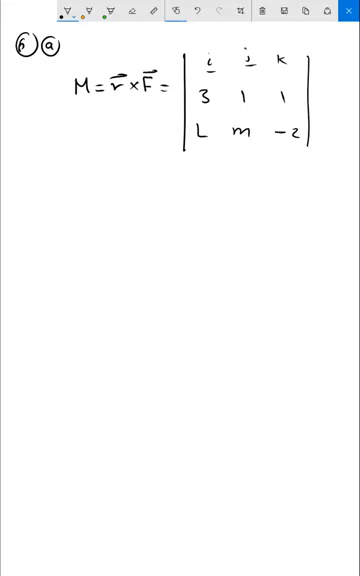 6 a
M = r⃗ × F⃗ = | i j k |
| 3 1 1 |
| L m -2 |